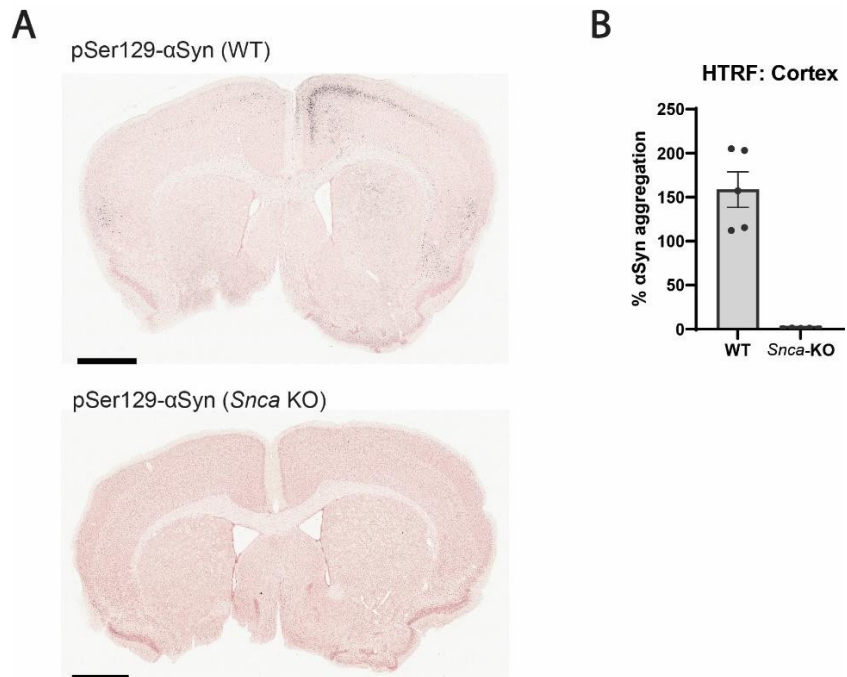 A
pSer129-αSyn (WT)
pSer129-αSyn (Snca KO)
B
HTRF: Cortex
% αSyn aggregation
250
200
150
100
50
0
WT
Snca-KO